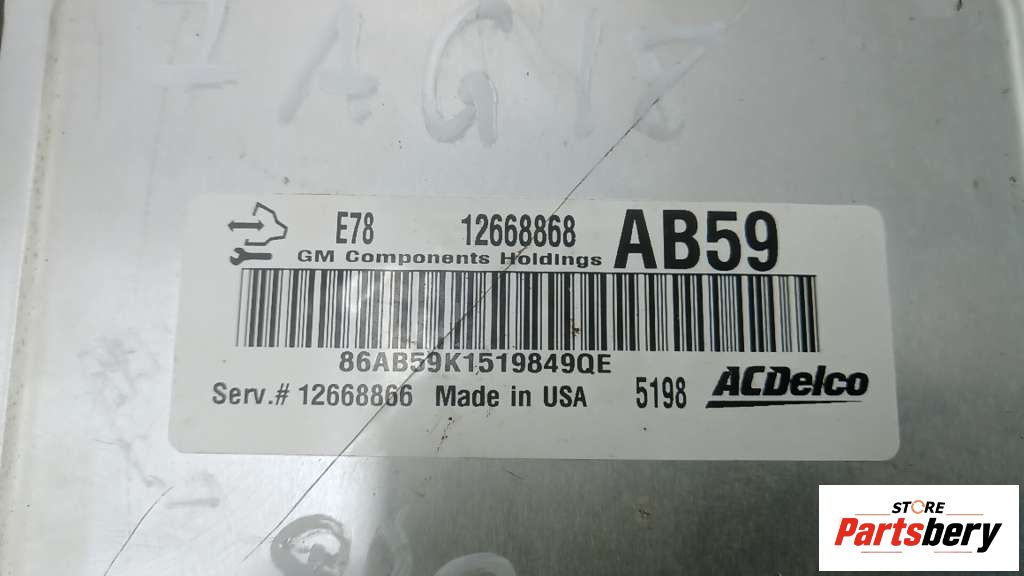 E78 12668868 AB59
GM Components Holdings
86AB59K1519849QE
Serv.# 12668866 Made in USA 5198 ACDelco
STORE
Partsbery